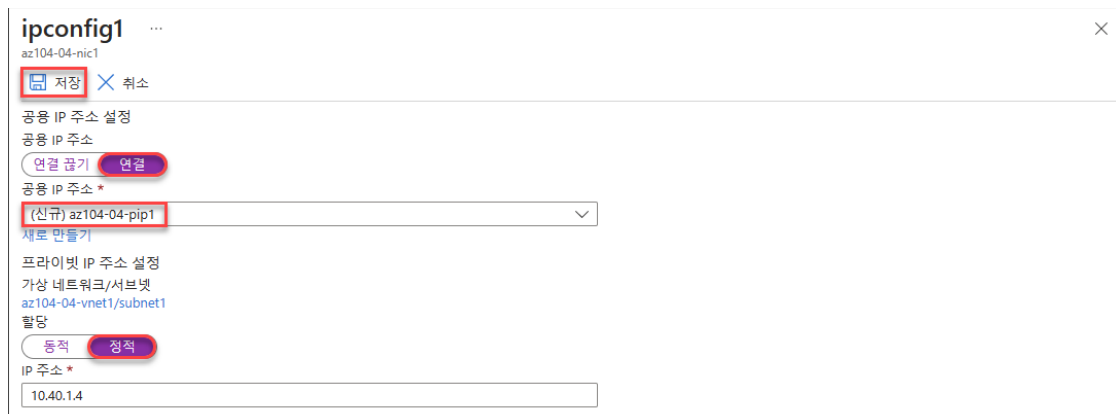 ipconfig1 ...
az104-04-nic1
저장 취소
공용 IP 주소 설정
공용 IP 주소
연결 끊기 연결
공용 IP 주소 *
(신규) az104-04-pip1
새로 만들기
프라이빗 IP 주소 설정
가상 네트워크/서브넷
az104-04-vnet1/subnet1
할당
동적 정적
IP 주소 *
10.40.1.4